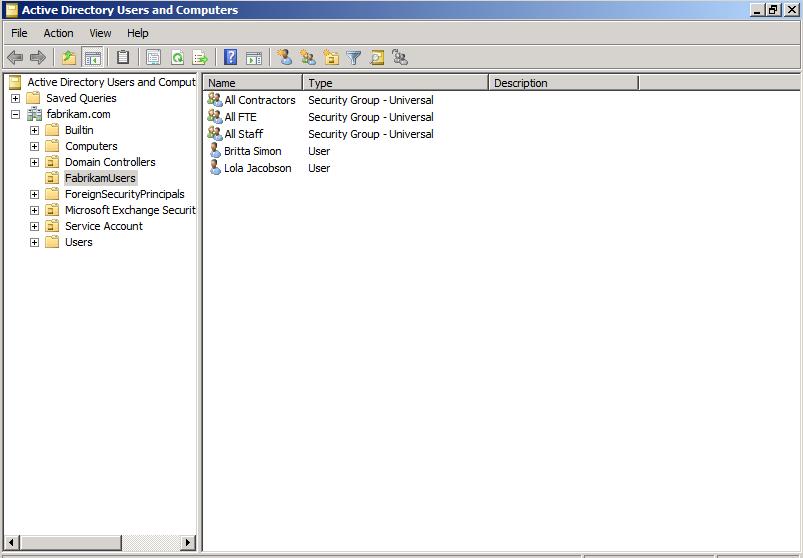 Active Directory Users and Computers
File Action View Help
Active Directory Users and Comput
Saved Queries
fabrikam.com
Builtin
Computers
Domain Controllers
FabrikamUsers
ForeignSecurityPrincipals
Microsoft Exchange Securit
Service Account
Users
Name Type Description
All Contractors Security Group - Universal
All FTE Security Group - Universal
All Staff Security Group - Universal
Britta Simon User
Lola Jacobson User